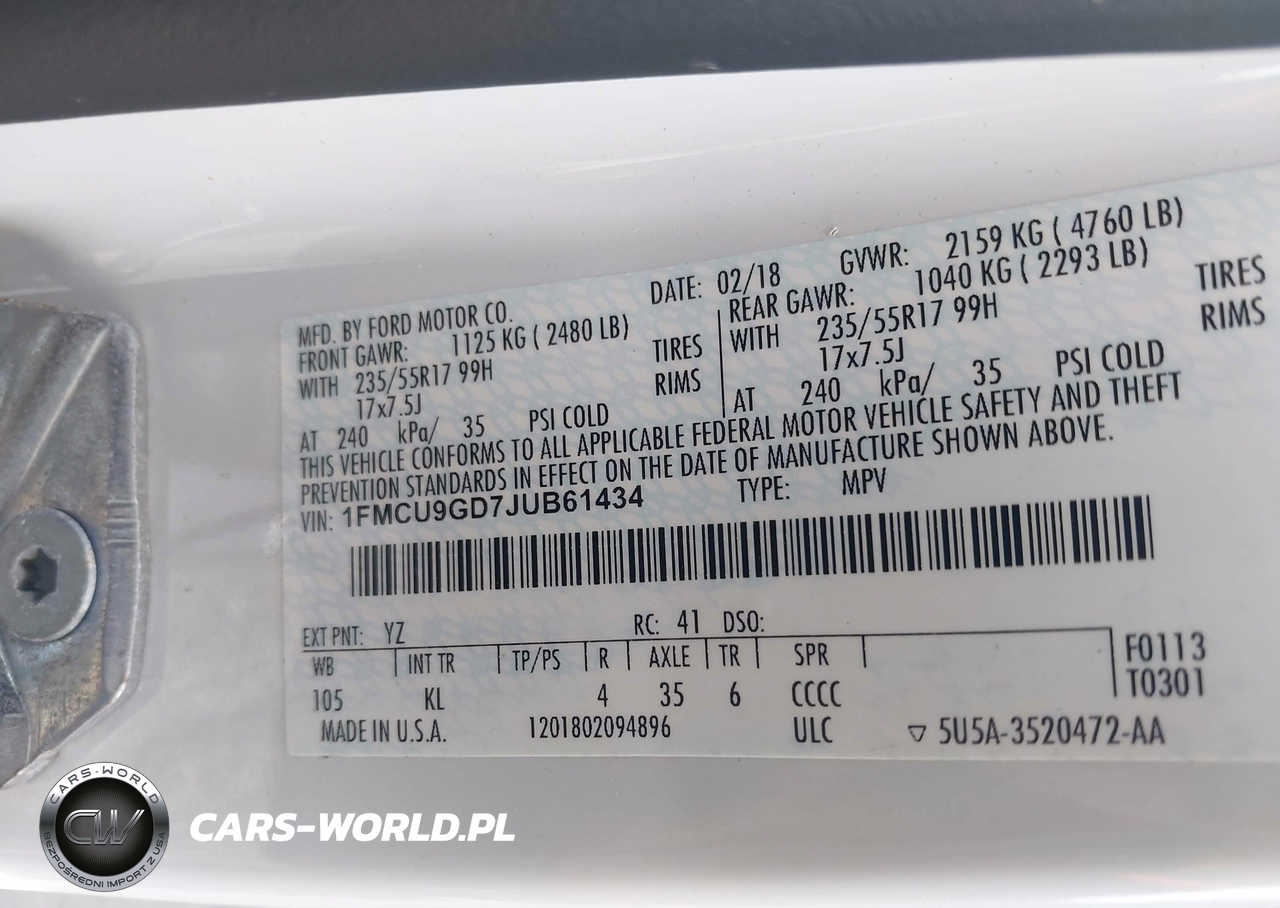 MFD. BY FORD MOTOR CO. DATE: 02/18 GVWR: 2159 KG ( 4760 LB)
FRONT GAWR: 1125 KG ( 2480 LB) REAR GAWR: 1040 KG ( 2293 LB)
WITH 235/55R17 99H TIRES WITH 235/55R17 99H TIRES
17x7.5J RIMS 17x7.5J RIMS
AT 240 kPa/ 35 PSI COLD AT 240 kPa/ 35 PSI COLD
THIS VEHICLE CONFORMS TO ALL APPLICABLE FEDERAL MOTOR VEHICLE SAFETY AND THEFT
PREVENTION STANDARDS IN EFFECT ON THE DATE OF MANUFACTURE SHOWN ABOVE.
VIN: 1FMCU9GD7JUB61434 TYPE: MPV
EXT PNT: YZ RC: 41 DSO:
WB INT TR TP/PS R AXLE TR SPR F0113
105 KL 4 35 6 CCCC T0301
MADE IN U.S.A. 1201802094896 ULC ▽ 5U5A-3520472-AA
CARS-WORLD
CW
BEZPOŚREDNI IMPORT Z USA
CARS-WORLD.PL